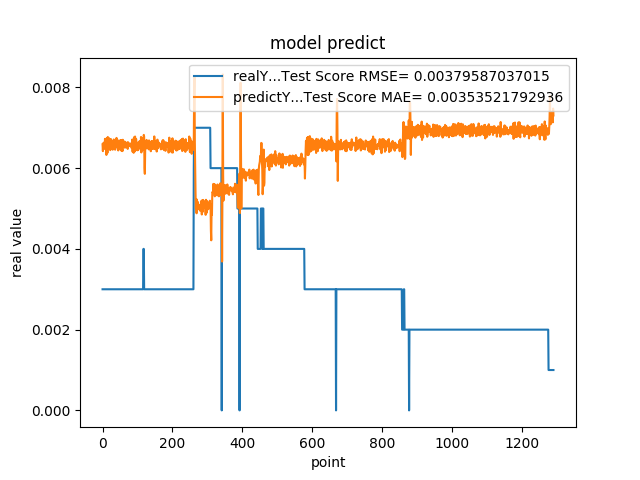 model predict
realY...Test Score RMSE= 0.00379587037015
predictY...Test Score MAE= 0.00353521792936
0.008
0.006
0.004
0.002
0.000
real value
0 200 400 600 800 1000 1200
point